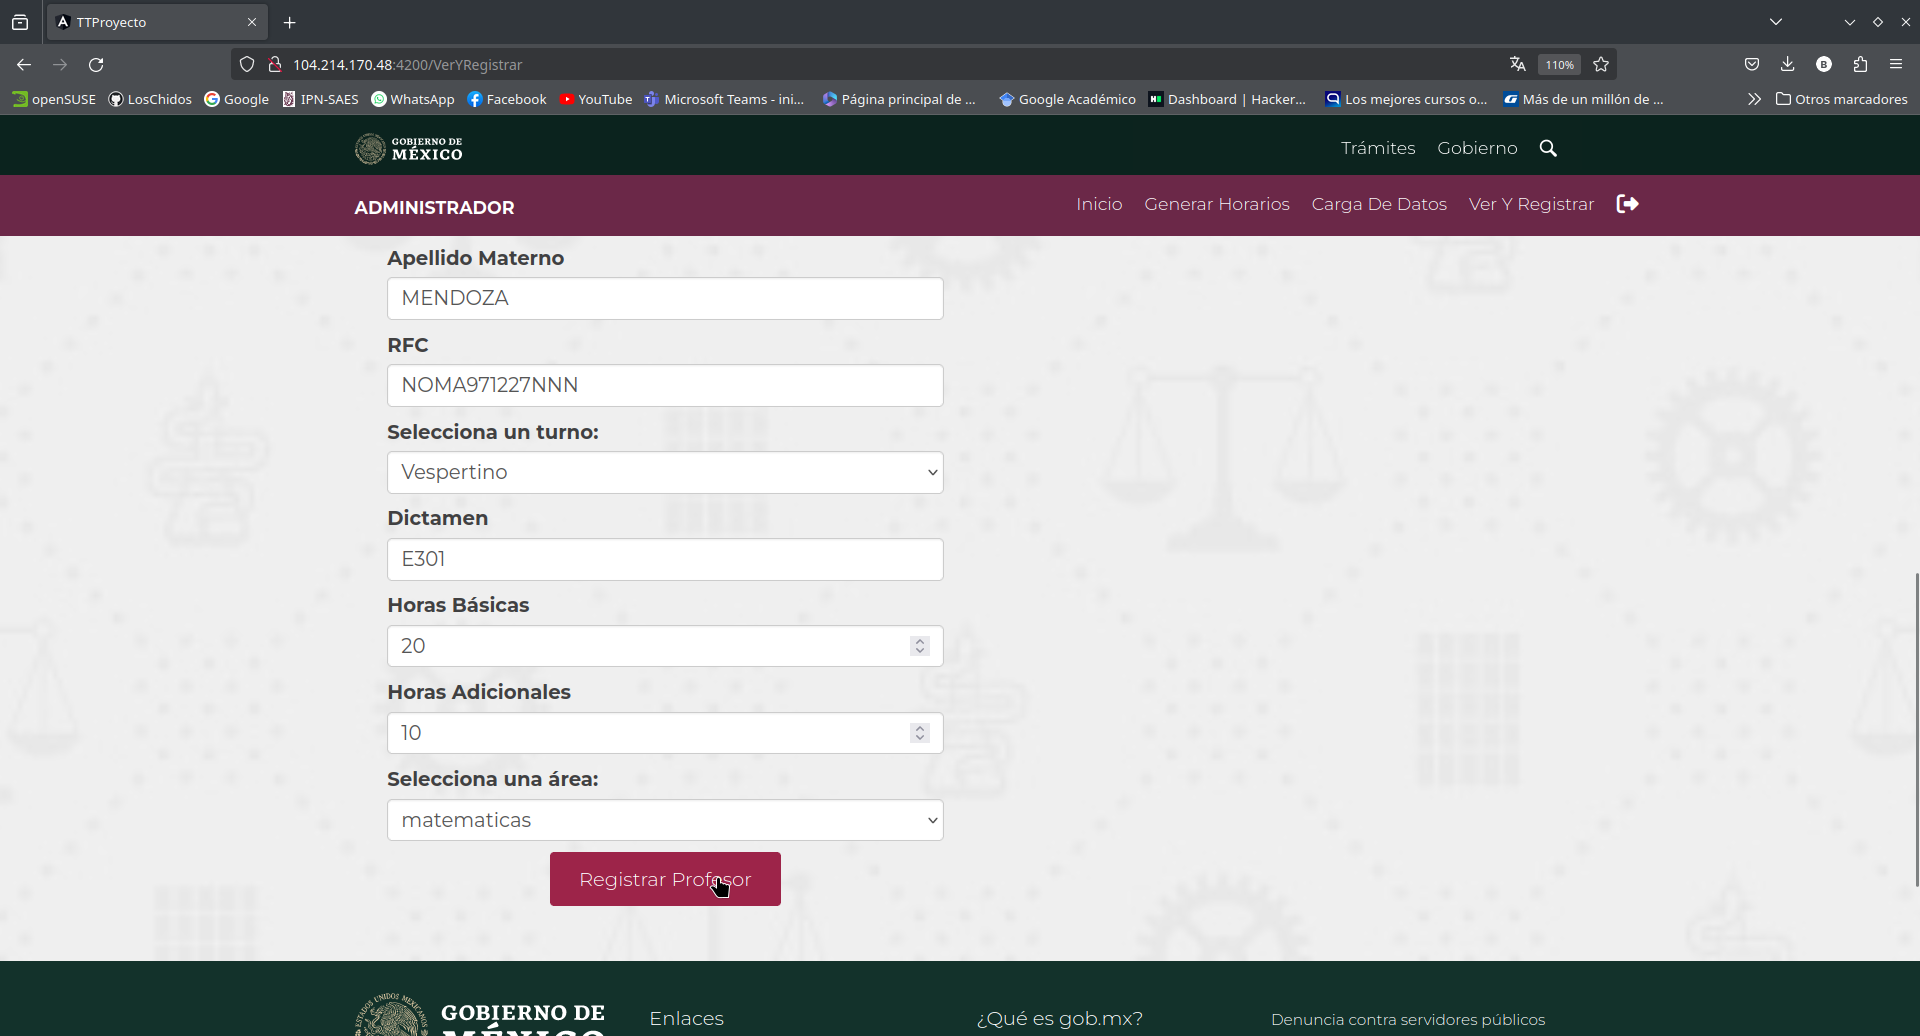 TTProyecto
104.214.170.48:4200/VerYRegistrar
110%
openSUSE
LosChidos
Google
IPN-SAES
WhatsApp
Facebook
YouTube
Microsoft Teams - ini...
Página principal de ...
Google Académico
Dashboard | Hacker...
Los mejores cursos o...
Más de un millón de ...
Otros marcadores
GOBIERNO DE
MÉXICO
Trámites
Gobierno
ADMINISTRADOR
Inicio
Generar Horarios
Carga De Datos
Ver Y Registrar
Apellido Materno
MENDOZA
RFC
NOMA971227NNN
Selecciona un turno:
Vespertino
Dictamen
E301
Horas Básicas
20
Horas Adicionales
10
Selecciona una área:
matematicas
Registrar Profesor
ESTADOS UNIDOS MEXICANOS
GOBIERNO DE
MÉXICO
Enlaces
¿Qué es gob.mx?
Denuncia contra servidores públicos